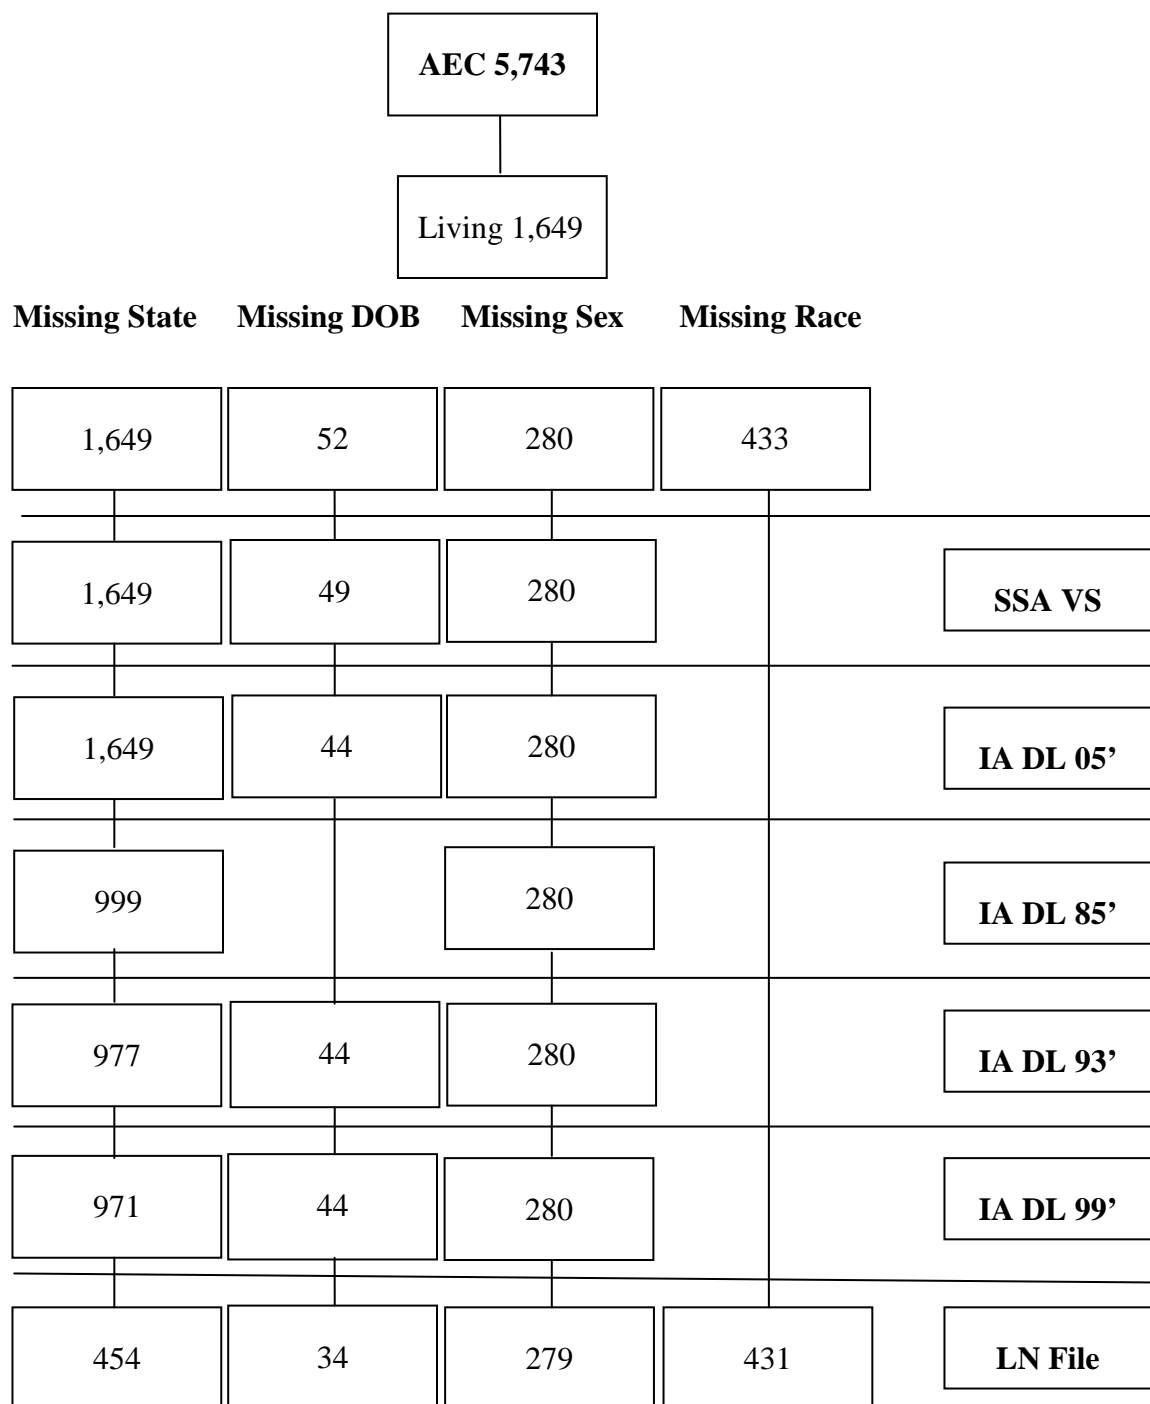 AEC 5,743
Living 1,649
Missing State Missing DOB Missing Sex Missing Race
1,649 52 280 433
1,649 49 280 SSA VS
1,649 44 280 IA DL 05’
999 280 IA DL 85’
977 44 280 IA DL 93’
971 44 280 IA DL 99’
454 34 279 431 LN File